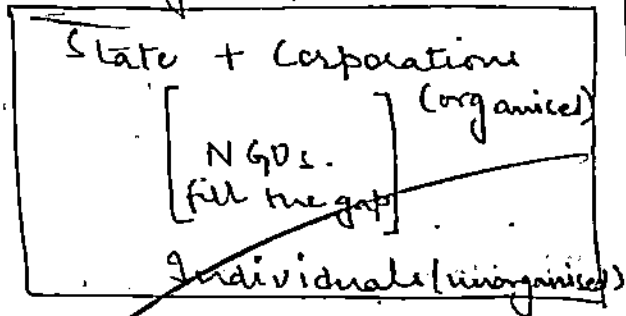 State + Corporations
(organised)
NGOs.
fill the gap
Individuals (unorganised)